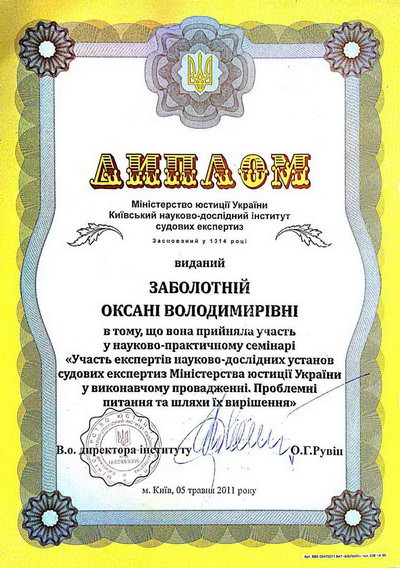 ДИПЛОМ
Міністерство юстиції України
Київський науково-дослідний інститут
судових експертиз
Заснований у 1914 році
виданий
ЗАБОЛОТНІЙ
ОКСАНІ ВОЛОДИМИРІВНІ
в тому, що вона прийняла участь
у науково-практичному семінарі
«Участь експертів науково-дослідних установ
судових експертиз Міністерства юстиції України
у виконавчому провадженні. Проблемні
питання та шляхи їх вирішення»
В.о. директора інституту О.Г.Рувін
м. Київ, 05 травня 2011 року